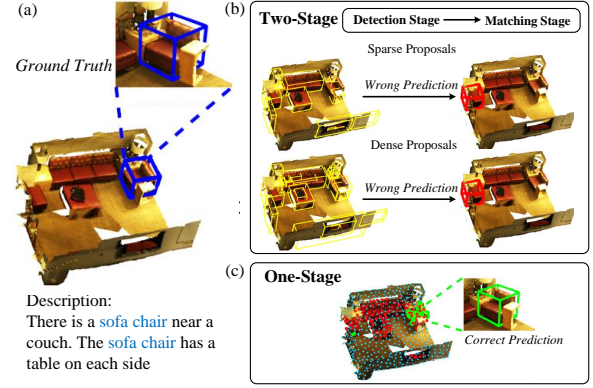 (a)
Ground Truth
Description:
There is a sofa chair near a
couch. The sofa chair has a
table on each side
(b)
Two-Stage
Detection Stage
Matching Stage
Sparse Proposals
Wrong Prediction
Dense Proposals
Wrong Prediction
(c)
One-Stage
Correct Prediction